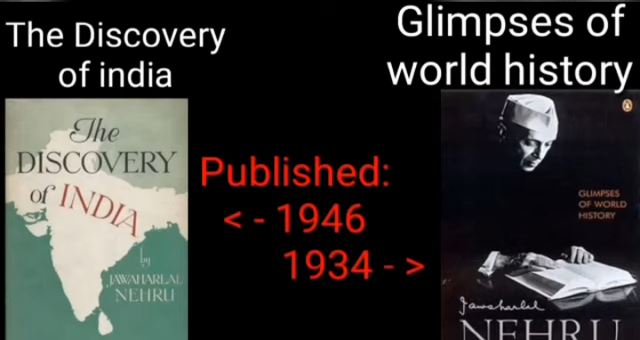 The Discovery
of india
Glimpses of
world history
The
DISCOVERY
of INDIA
by
JAWAHARLAL
NEHRU
Published:
< - 1946
1934 - >
GLIMPSES
OF WORLD
HISTORY
Jawaharlal
NEHRU